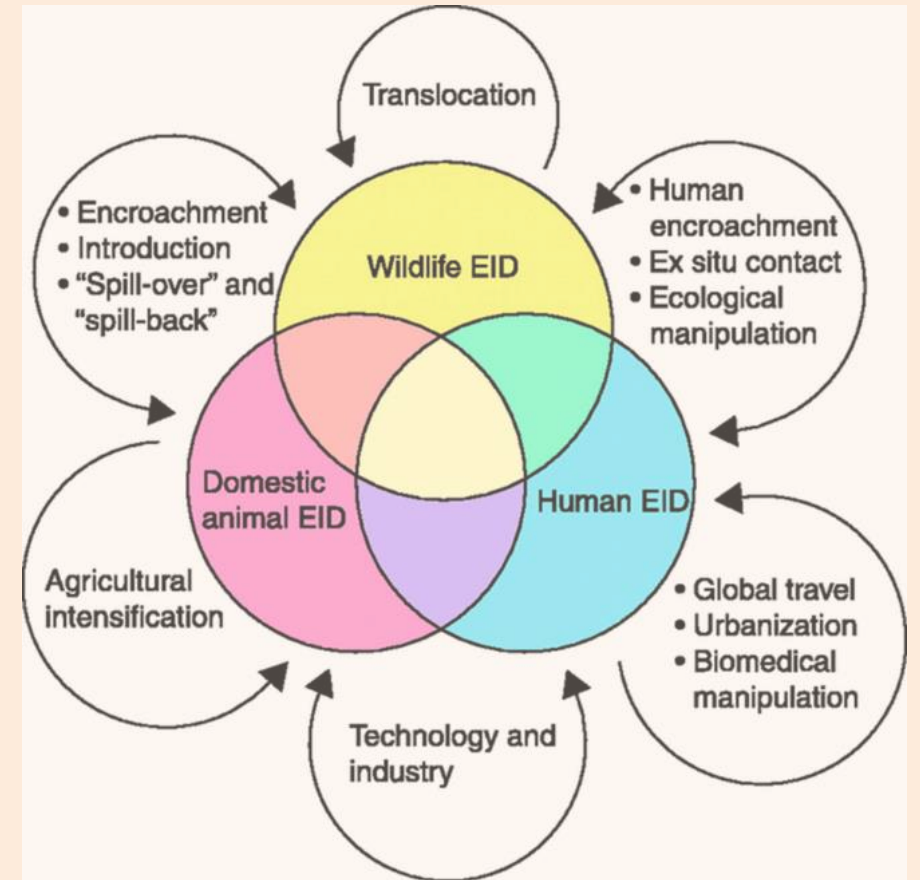 Translocation
• Encroachment
• Introduction
• “Spill-over” and
“spill-back”
• Human
encroachment
• Ex situ contact
• Ecological
manipulation
Wildlife EID
Domestic
animal EID
Human EID
Agricultural
intensification
• Global travel
• Urbanization
• Biomedical
manipulation
Technology and
industry